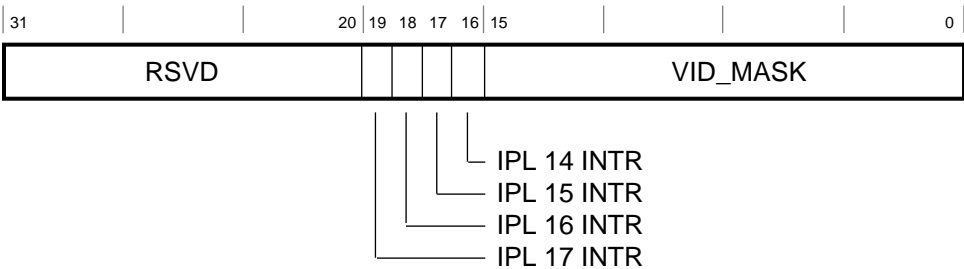 31 20 19 18 17 16 15 0
RSVD VID_MASK
IPL 14 INTR
IPL 15 INTR
IPL 16 INTR
IPL 17 INTR